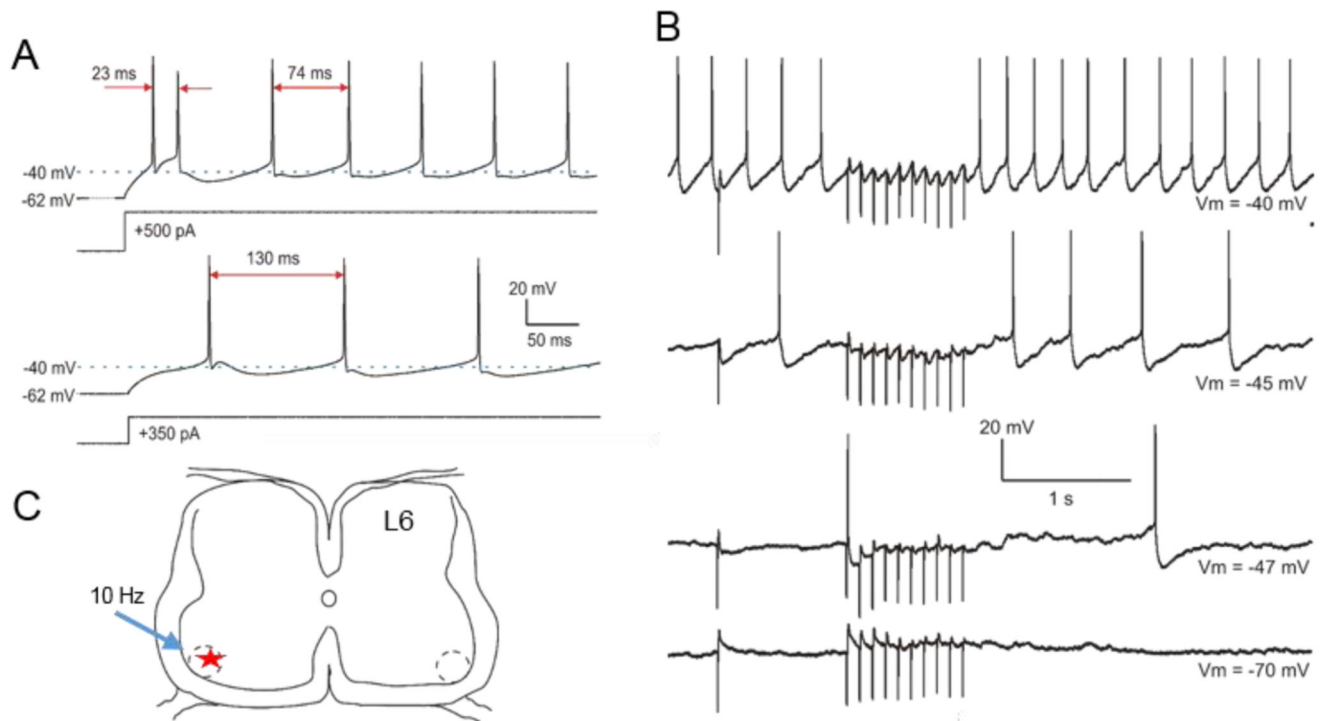 A
23 ms
74 ms
-40 mV
-62 mV
+500 pA
130 ms
20 mV
50 ms
-40 mV
-62 mV
+350 pA
B
Vm = -40 mV
Vm = -45 mV
20 mV
1 s
Vm = -47 mV
Vm = -70 mV
C
L6
10 Hz